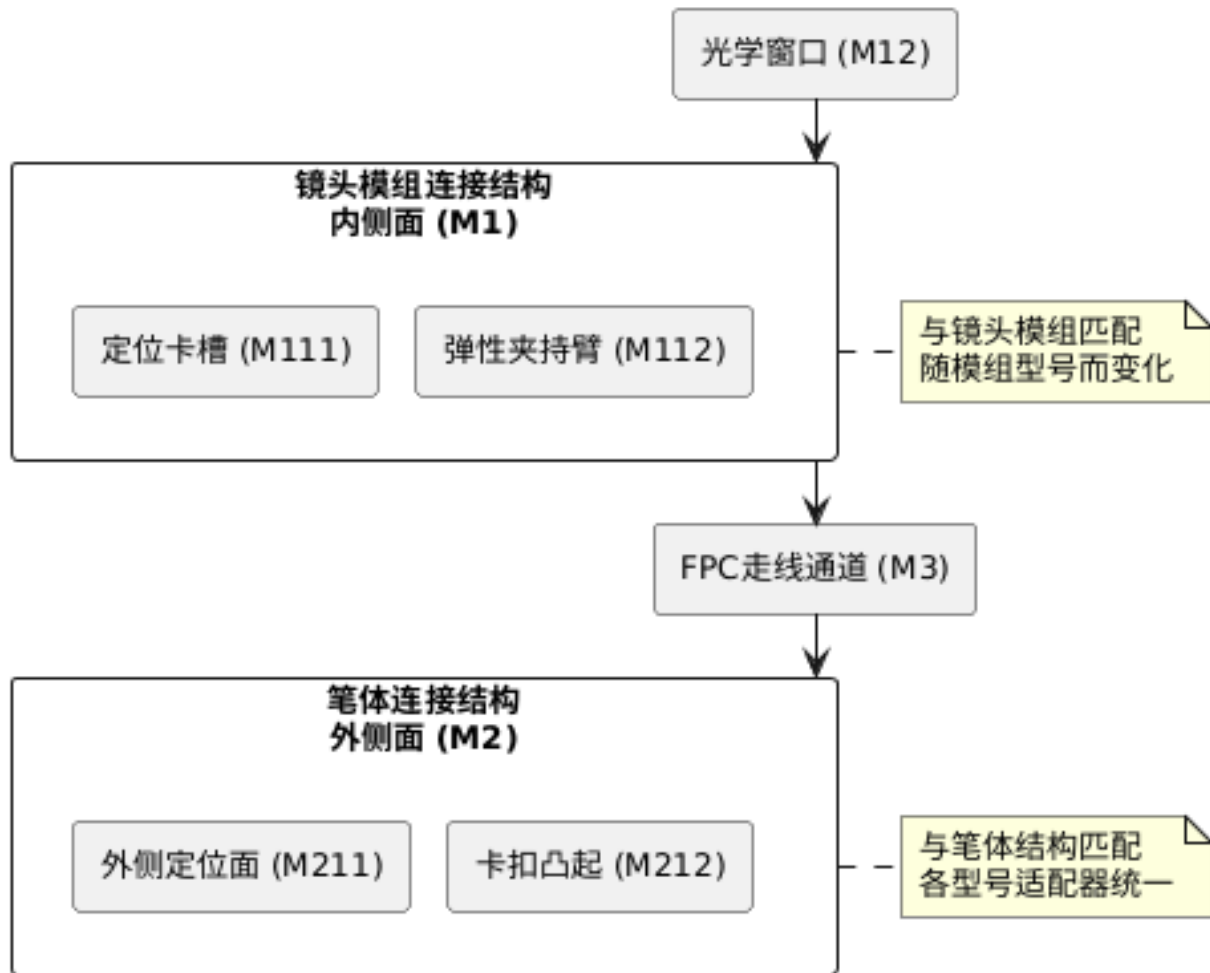 光学窗口 (M12)
镜头模组连接结构
内侧面 (M1)
定位卡槽 (M111)
弹性夹持臂 (M112)
与镜头模组匹配
随模组型号而变化
FPC走线通道 (M3)
笔体连接结构
外侧面 (M2)
外侧定位面 (M211)
卡扣凸起 (M212)
与笔体结构匹配
各型号适配器统一